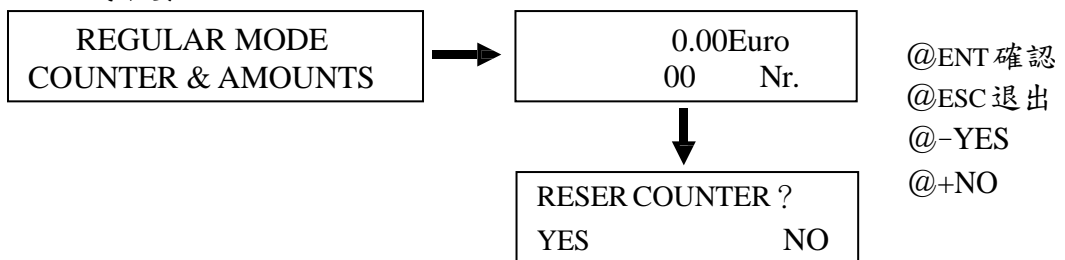 REGULAR MODE
COUNTER & AMOUNTS
0.00Euro
00 Nr.
RESER COUNTER？
YES NO
@ENT確認
@ESC退出
@-YES
@+NO